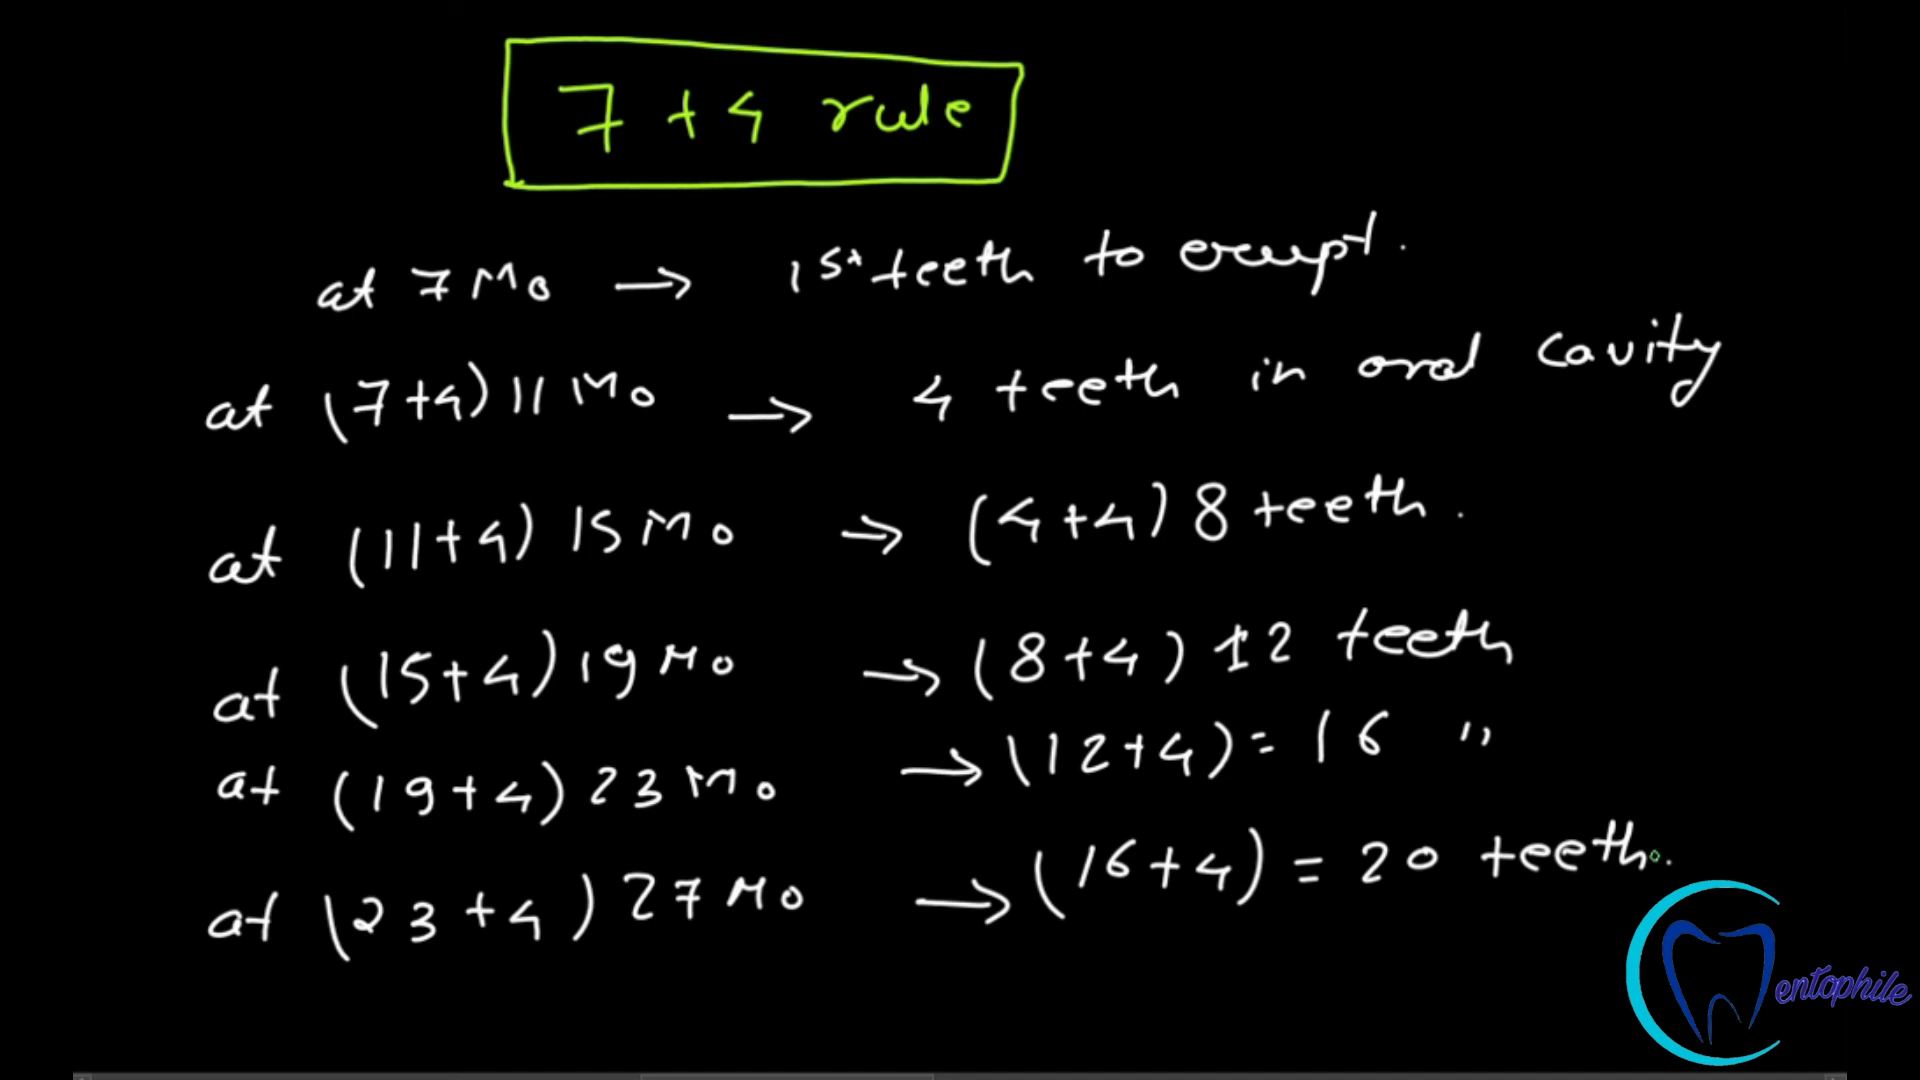 7 + 4 rule
at 7 Mo → 1st teeth to erupt.
at (7+4) 11 Mo → 4 teeth in oral cavity
at (11+4) 15 Mo → (4+4) 8 teeth.
at (15+4) 19 Mo → (8+4) 12 teeth
at (19+4) 23 Mo → (12+4) = 16 "
at (23+4) 27 Mo → (16+4) = 20 teeth.
entophile